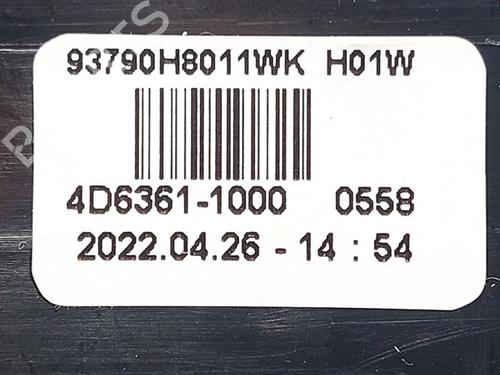 93790H8011WK H01W
4D6361-1000 0558
2022.04.26 - 14 : 54